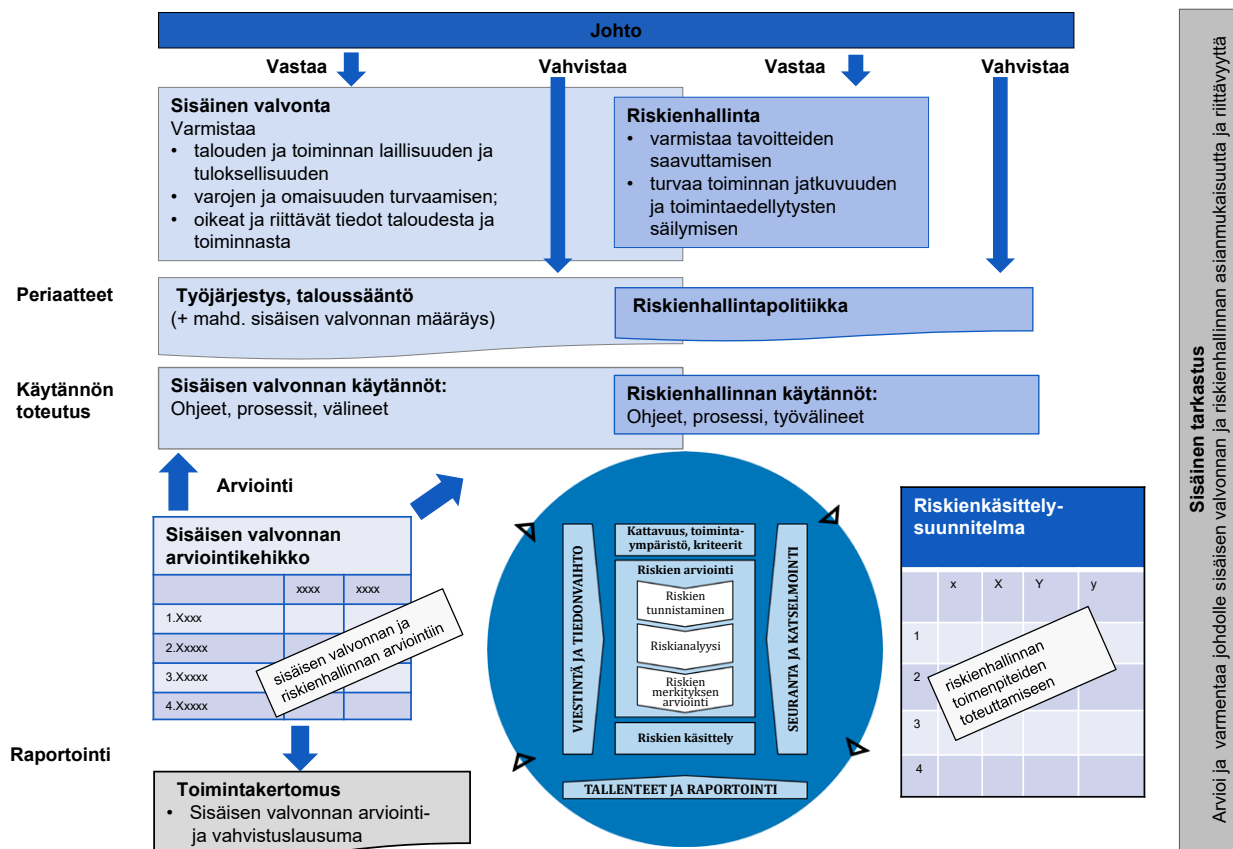 Johto
Vastaa
Vahvistaa
Vastaa
Vahvistaa
Sisäinen valvonta
Varmistaa
• talouden ja toiminnan laillisuuden ja
tuloksellisuuden
• varojen ja omaisuuden turvaamisen;
• oikeat ja riittävät tiedot taloudesta ja
toiminnasta
Riskienhallinta
• varmistaa tavoitteiden
saavuttamisen
• turvaa toiminnan jatkuvuuden
ja toimintaedellytysten
säilymisen
Periaatteet
Työjärjestys, taloussääntö
(+ mahd. sisäisen valvonnan määräys)
Riskienhallintapolitiikka
Käytännön
toteutus
Sisäisen valvonnan käytännöt:
Ohjeet, prosessit, välineet
Riskienhallinnan käytännöt:
Ohjeet, prosessi, työvälineet
Arviointi
Sisäisen valvonnan
arviointikehikko
xxxx xxxx
1.Xxxxx
2.Xxxxx
3.Xxxxx
4.Xxxxx
sisäisen valvonnan ja
riskienhallinnan arviointiin
VIESTINTÄ JA TIEDONVAIHTO
Kattavuus, toiminta-
ympäristö, kriteerit
Riskien arviointi
Riskien
tunnistaminen
Riskianalyysi
Riskien
merkityksen
arviointi
Riskien käsittely
SEURANTA JA KATSELMOINTI
TALLENTEET JA RAPORTOINTI
Riskienkäsittely-
suunnitelma
x X Y y
1
2
3
4
riskienhallinnan
toimenpiteiden
toteuttamiseen
Raportointi
Toimintakertomus
• Sisäisen valvonnan arviointi-
ja vahvistuslausuma
Sisäinen tarkastus
Arvioi ja varmentaa johdolle sisäisen valvonnan ja riskienhallinnan asianmukaisuutta ja riittävyyttä